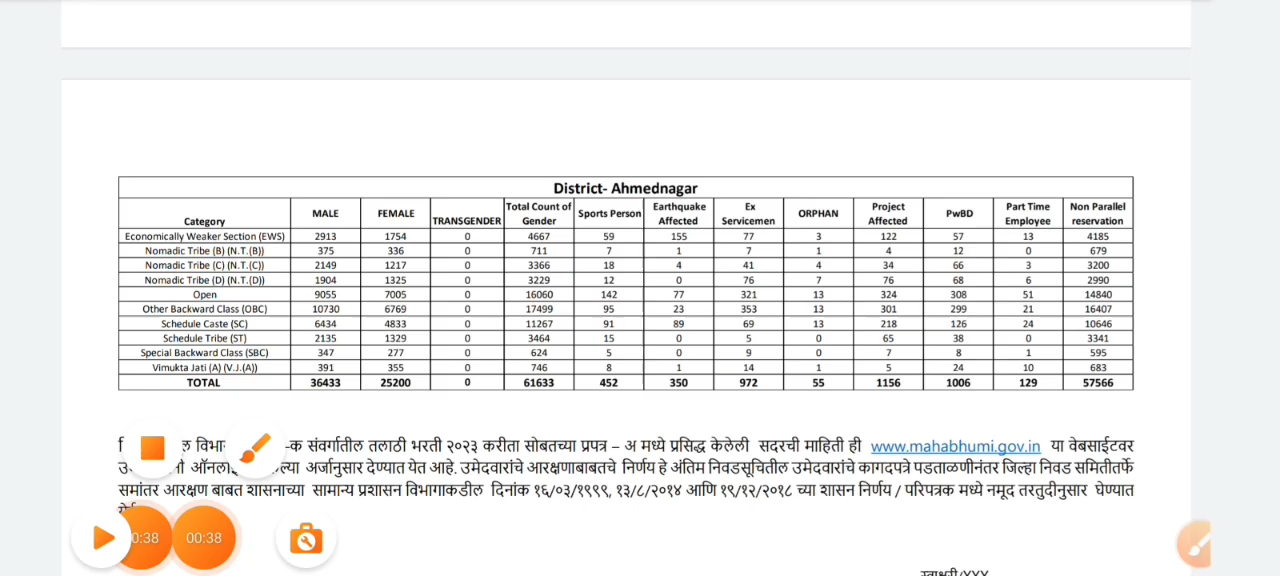 District- Ahmednagar
Category MALE FEMALE TRANSGENDER Total Count of Gender Sports Person Earthquake Affected Ex Servicemen ORPHAN Project Affected PwBD Part Time Employee Non Parallel reservation
Economically Weaker Section (EWS) 2913 1754 0 4667 59 155 77 3 122 57 13 4185
Nomadic Tribe (B) (N.T.(B)) 375 336 0 711 7 1 7 1 4 12 0 679
Nomadic Tribe (C) (N.T.(C)) 2149 1217 0 3366 18 4 41 4 34 66 3 3200
Nomadic Tribe (D) (N.T.(D)) 1904 1325 0 3229 12 0 76 7 76 68 6 2990
Open 9055 7005 0 16060 142 77 321 13 324 308 51 14840
Other Backward Class (OBC) 10730 6769 0 17499 95 23 353 13 301 299 21 16407
Schedule Caste (SC) 6434 4833 0 11267 91 89 69 13 218 126 24 10646
Schedule Tribe (ST) 2135 1329 0 3464 15 0 5 0 65 38 0 3341
Special Backward Class (SBC) 347 277 0 624 5 0 9 0 7 8 1 595
Vimukta Jati (A) (V.J.(A)) 391 355 0 746 8 1 14 1 5 24 10 683
TOTAL 36433 25200 0 61633 452 350 972 55 1156 1006 129 57566
-क संवर्गातील तलाठी भरती २०२३ करीता सोबतच्या प्रपत्र – अ मध्ये प्रसिद्ध केलेली सदरची माहिती ही www.mahabhumi.gov.in या वेबसाईटवर
अर्जानुसार देण्यात येत आहे. उमेदवारांचे आरक्षणाबाबतचे निर्णय हे अंतिम निवडसूचितील उमेदवारांचे कागदपत्रे पडताळणीनंतर जिल्हा निवड समितीतर्फे
समांतर आरक्षण बाबत शासनाच्या सामान्य प्रशासन विभागाकडील दिनांक १६/०३/१९९९, १३/८/२०१४ आणि १९/१२/२०१८ च्या शासन निर्णय / परिपत्रक मध्ये नमूद तरतुदीनुसार घेण्यात
0:38 00:38